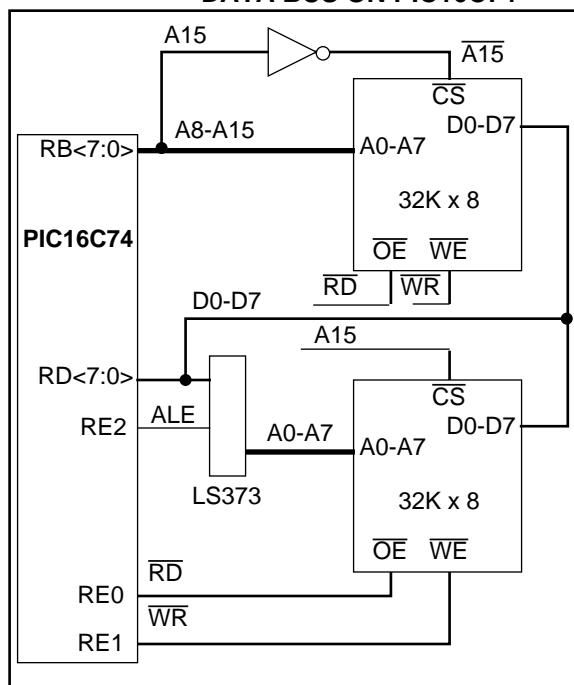 DATA BUS ON PIC16C74
A15
A15
CS
A8-A15
D0-D7
RB<7:0>
A0-A7
PIC16C74
32K x 8
OE WE
RD WR
D0-D7
A15
RD<7:0>
CS
ALE
D0-D7
RE2
A0-A7
A0-A7
LS373
32K x 8
OE WE
RD
RE0
WR
RE1